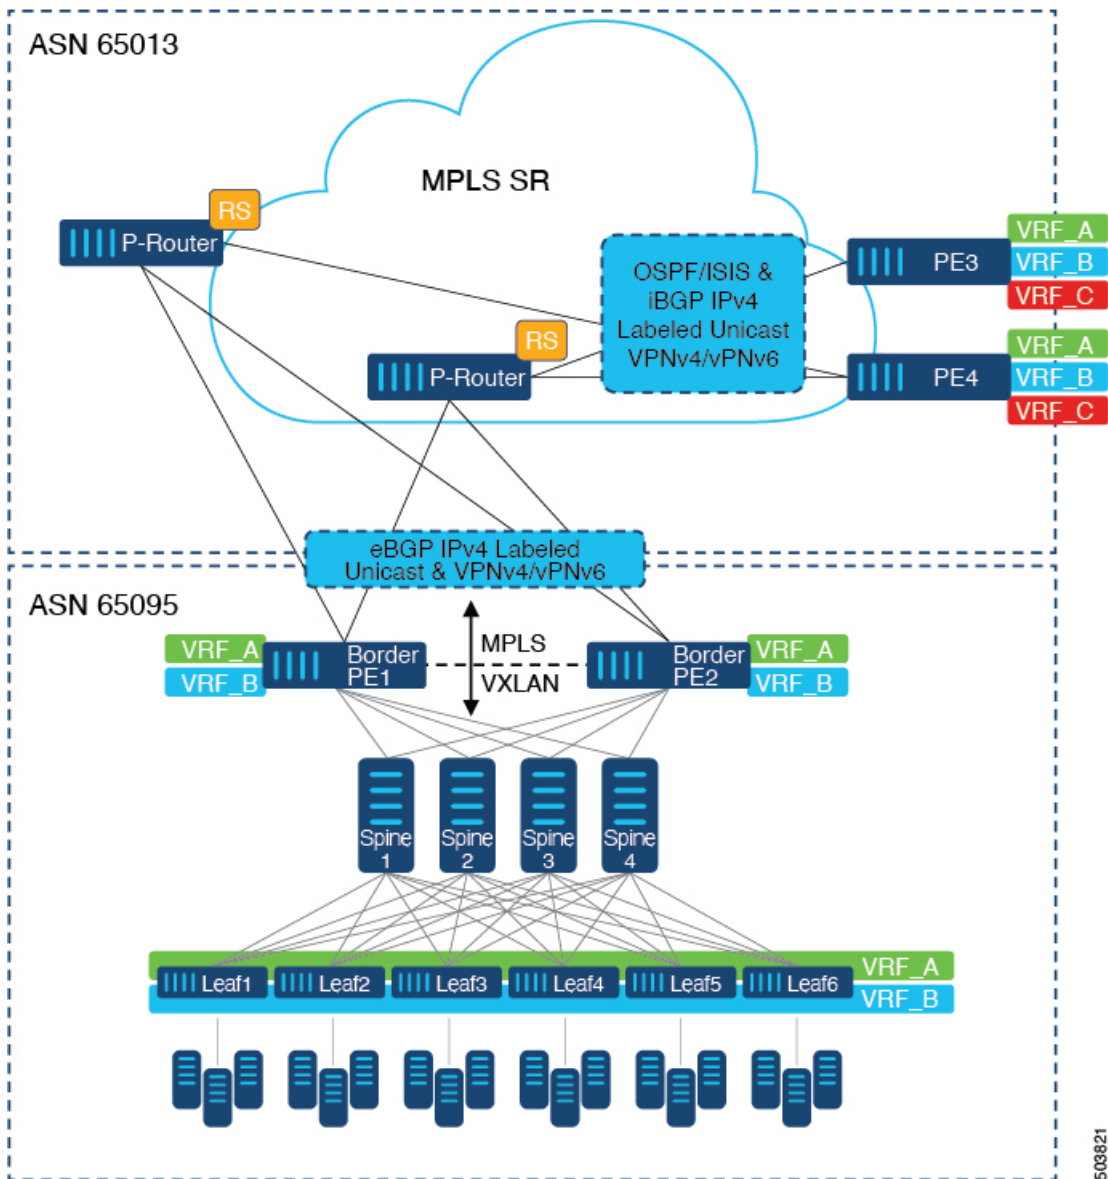 ASN 65013
MPLS SR
RS
P-Router
OSPF/ISIS &
iBGP IPv4
Labeled Unicast
VPNv4/vPNv6
PE3
VRF_A
VRF_B
VRF_C
RS
P-Router
PE4
VRF_A
VRF_B
VRF_C
eBGP IPv4 Labeled
Unicast & VPNv4/vPNv6
ASN 65095
VRF_A
VRF_B
Border
PE1
MPLS
VXLAN
Border
PE2
VRF_A
VRF_B
Spine
1
Spine
2
Spine
3
Spine
4
Leaf1
Leaf2
Leaf3
Leaf4
Leaf5
Leaf6
VRF_A
VRF_B
503821